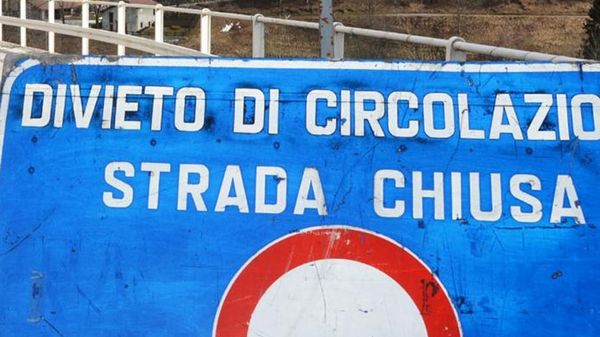 DIVIETO DI CIRCOLAZIO
STRADA CHIUSA